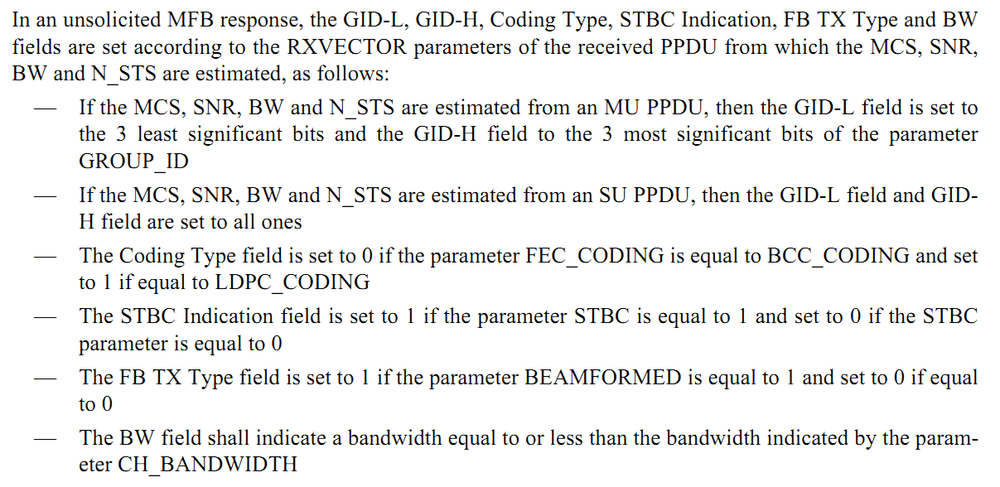 In an unsolicited MFB response, the GID-L, GID-H, Coding Type, STBC Indication, FB TX Type and BW
fields are set according to the RXVECTOR parameters of the received PPDU from which the MCS, SNR,
BW and N_STS are estimated, as follows:
— If the MCS, SNR, BW and N_STS are estimated from an MU PPDU, then the GID-L field is set to
the 3 least significant bits and the GID-H field to the 3 most significant bits of the parameter
GROUP_ID
— If the MCS, SNR, BW and N_STS are estimated from an SU PPDU, then the GID-L field and GID-
H field are set to all ones
— The Coding Type field is set to 0 if the parameter FEC_CODING is equal to BCC_CODING and set
to 1 if equal to LDPC_CODING
— The STBC Indication field is set to 1 if the parameter STBC is equal to 1 and set to 0 if the STBC
parameter is equal to 0
— The FB TX Type field is set to 1 if the parameter BEAMFORMED is equal to 1 and set to 0 if equal
to 0
— The BW field shall indicate a bandwidth equal to or less than the bandwidth indicated by the param-
eter CH_BANDWIDTH